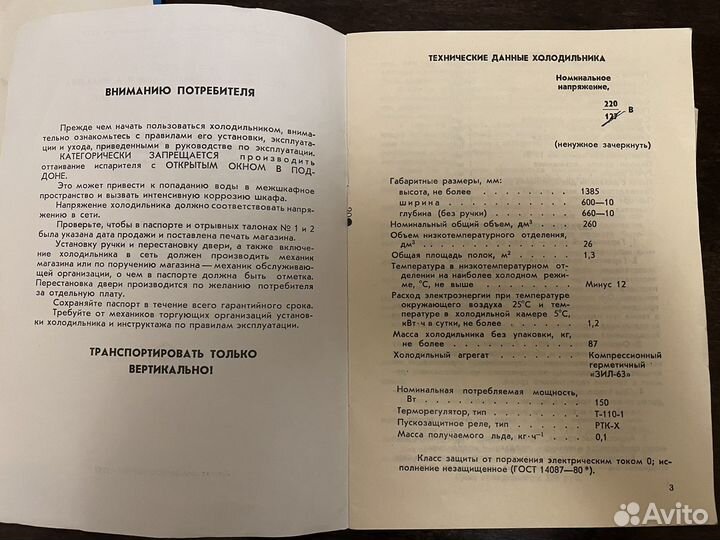 ВНИМАНИЮ ПОТРЕБИТЕЛЯ
Прежде чем начать пользоваться холодильником, внима-
тельно ознакомьтесь с правилами его установки, эксплуата-
ции и ухода, приведенными в руководстве по эксплуатации.
КАТЕГОРИЧЕСКИ ЗАПРЕЩАЕТСЯ производить
оттаивание испарителя с ОТКРЫТЫМ ОКНОМ В ПОД-
ДОНЕ.
Это может привести к попаданию воды в межшкафное
пространство и вызвать интенсивную коррозию шкафа.
Напряжение холодильника должно соответствовать напря-
жению в сети.
Проверьте, чтобы в паспорте и отрывных талонах № 1 и 2
была указана дата продажи и поставлена печать магазина.
Установку ручки и перестановку двери, а также включе-
ние холодильника в сеть должен производить механик
магазина или по поручению магазина — механик обслуживаю-
щей организации, о чем в паспорте должна быть отметка.
Перестановка двери производится по желанию потребителя
за отдельную плату.
Сохраняйте паспорт в течение всего гарантийного срока.
Требуйте от механиков торгующих организаций установ-
ки холодильника и инструктажа по правилам эксплуатации.
ТРАНСПОРТИРОВАТЬ ТОЛЬКО
ВЕРТИКАЛЬНО!
ТЕХНИЧЕСКИЕ ДАННЫЕ ХОЛОДИЛЬНИКА
Номинальное
напряжение,
220
127 В
(ненужное зачеркнуть)
Габаритные размеры, мм:
высота, не более . . . . . . . . 1385
ширина . . . . . . . . 600—10
глубина (без ручки) . . . . . . . . 660—10
Номинальный общий объем, дм³ . . . . 260
Объем низкотемпературного отделения,
дм³ . . . . . . . . 26
Общая площадь полок, м² . . . . . . 1,3
Температура в низкотемпературном от-
делении на наиболее холодном режи-
ме, °С, не выше . . . . . . Минус 12
Расход электроэнергии при температуре
окружающего воздуха 25°С и тем-
пературе в холодильной камере 5°С,
кВт·ч в сутки, не более . . . . . . 1,2
Масса холодильника без упаковки, кг,
не более . . . . . . . . 87
Холодильный агрегат . . . . . . Компрессионный
герметичный
«ЗИЛ-63»
Номинальная потребляемая мощность,
Вт . . . . . . . . 150
Терморегулятор, тип . . . . . . Т-110-1
Пускозащитное реле, тип . . . . . . РТК-Х
Масса получаемого льда, кг·ч⁻¹ . . . . 0,1
Класс защиты от поражения электрическим током 0; ис-
полнение незащищенное (ГОСТ 14087—80*).
3
Avito